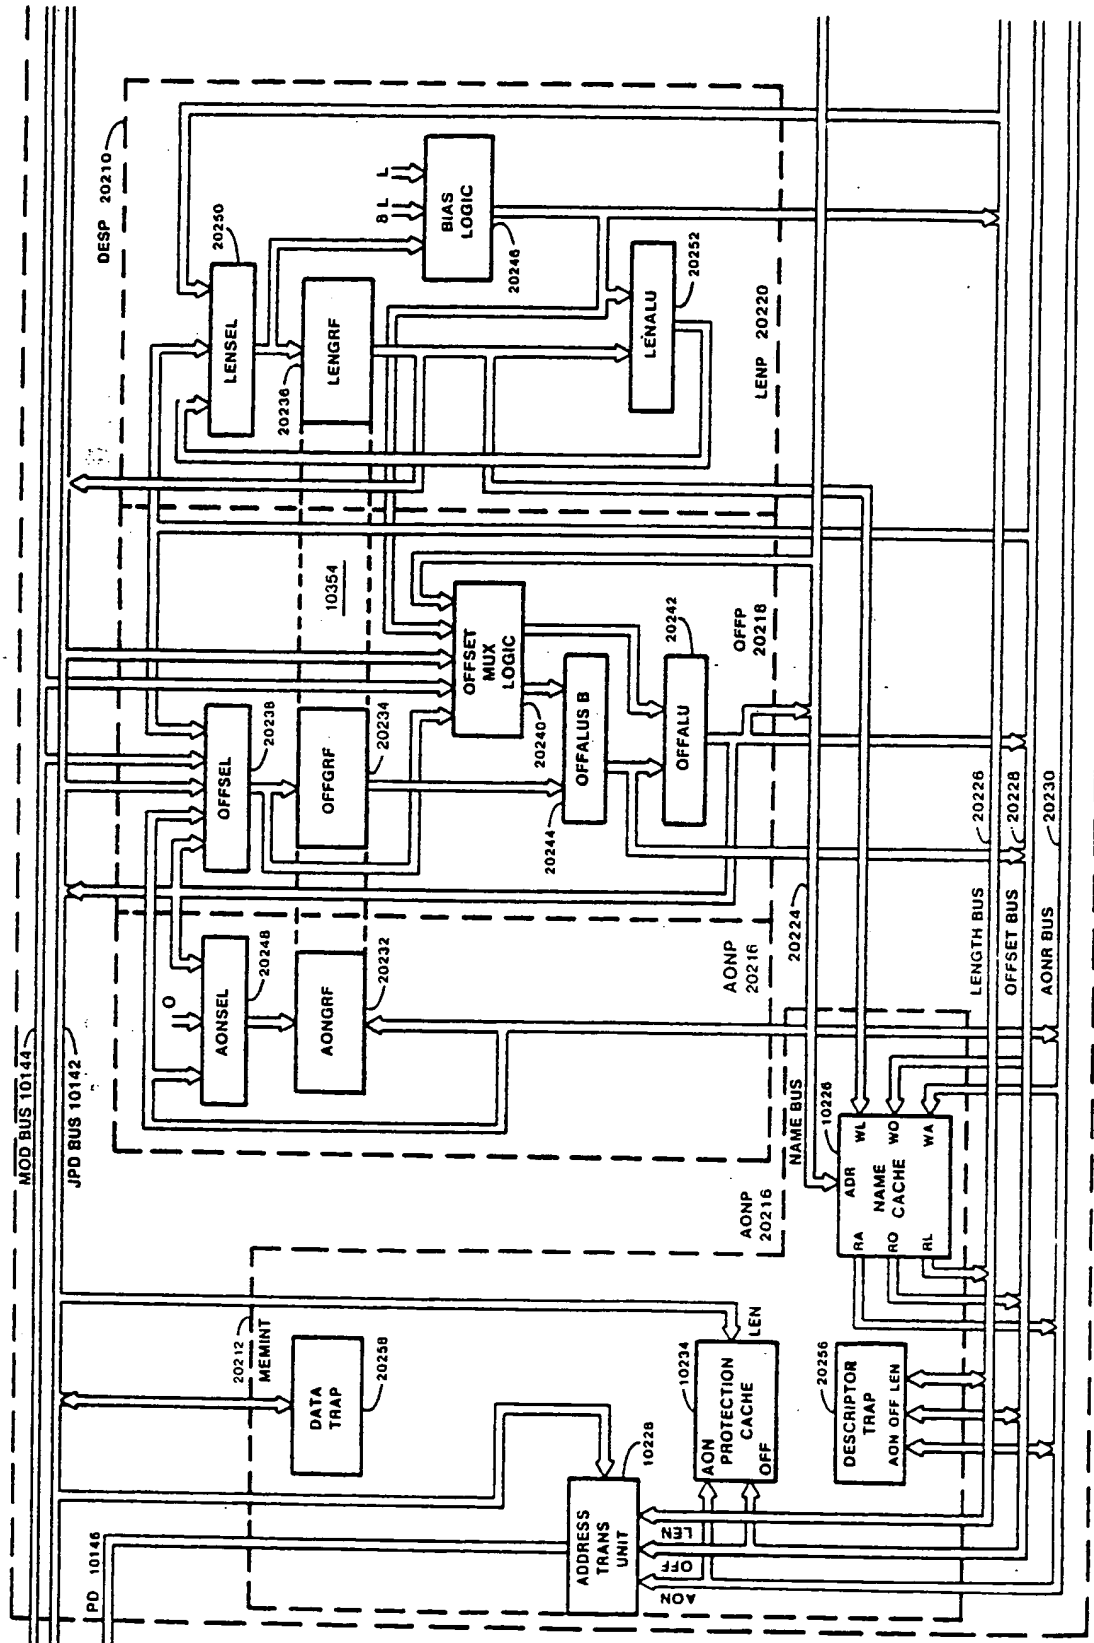 MOD BUS 10144
JPD BUS 10142
PD 10146
DESP 20210
20212
MEMINT
DATA
TRAP
20258
ADDRESS
TRANS
UNIT
10228
AON
OFF
LEN
AON
PROTECTION
CACHE
OFF
LEN
10234
DESCRIPTOR
TRAP
AON OFF LEN
20256
NAME
CACHE
ADR
RA
RO
RL
WL
WO
WA
10226
NAME BUS
20224
AONP
20216
AONP
20216
AONSEL
20248
O
AONGRF
20232
OFFSEL
20238
OFFGRF
20234
10354
OFFSET
MUX
LOGIC
20240
OFFALUS B
20244
OFFALU
20242
OFFP
20218
LENSEL
20250
LENGRF
20236
BIAS
LOGIC
20246
8 L
L
LENALU
20252
LENP 20220
LENGTH BUS
20226
OFFSET BUS
20228
AONR BUS
20230